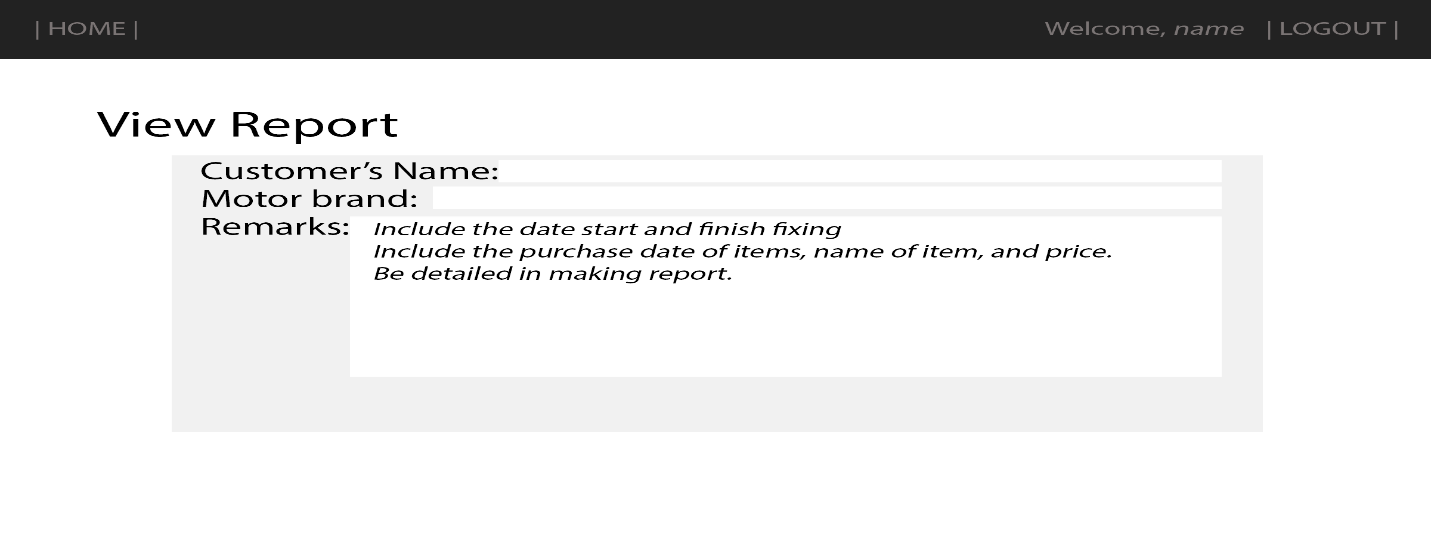 | HOME | Welcome, name | LOGOUT |
View Report
Customer’s Name:
Motor brand:
Remarks: Include the date start and finish fixing
Include the purchase date of items, name of item, and price.
Be detailed in making report.